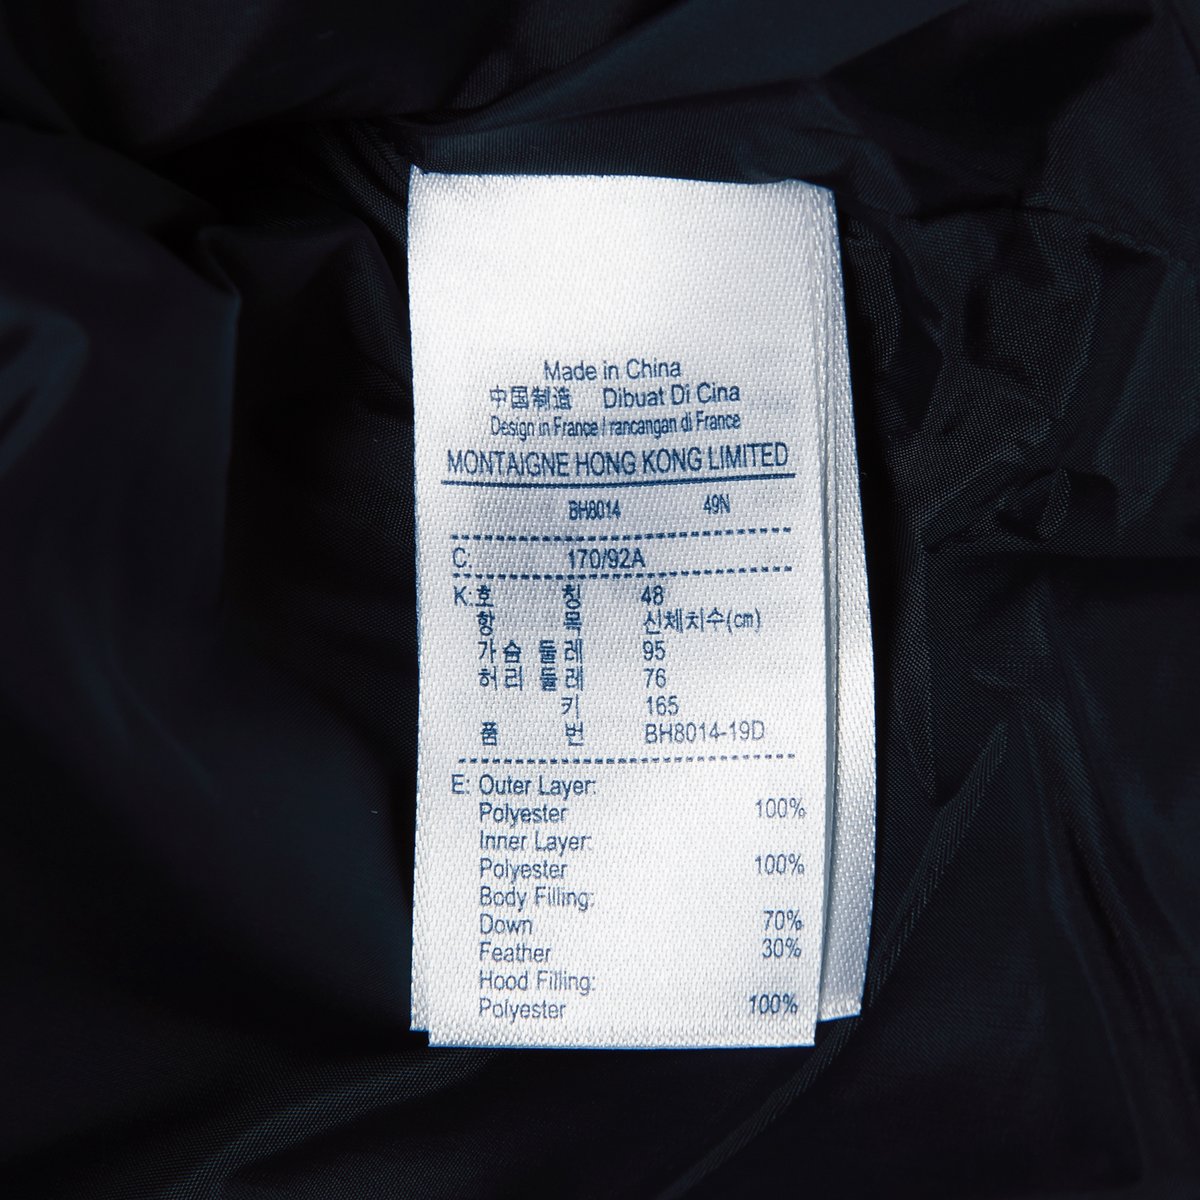 Made in China
中国制造 Dibuat Di Cina
Design in France / rancangan di France
MONTAIGNE HONG KONG LIMITED
BH8014 49N
C. 170/92A
K: 호 칭 48
항 목 신체치수(cm)
가슴 둘레 95
허리 둘레 76
키 165
품 번 BH8014-19D
E: Outer Layer:
Polyester 100%
Inner Layer:
Polyester 100%
Body Filling:
Down 70%
Feather 30%
Hood Filling:
Polyester 100%